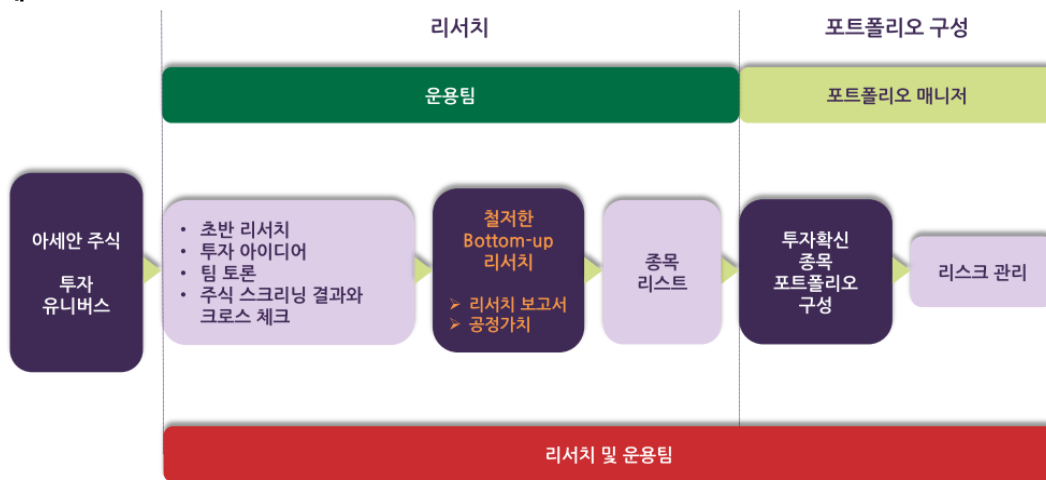 리서치
포트폴리오 구성
운용팀
포트폴리오 매니저
아세안 주식
투자
유니버스
• 초반 리서치
• 투자 아이디어
• 팀 토론
• 주식 스크리닝 결과와
크로스 체크
철저한
Bottom-up
리서치
➢ 리서치 보고서
➢ 공정가치
종목
리스트
투자확신
종목
포트폴리오
구성
리스크 관리
리서치 및 운용팀